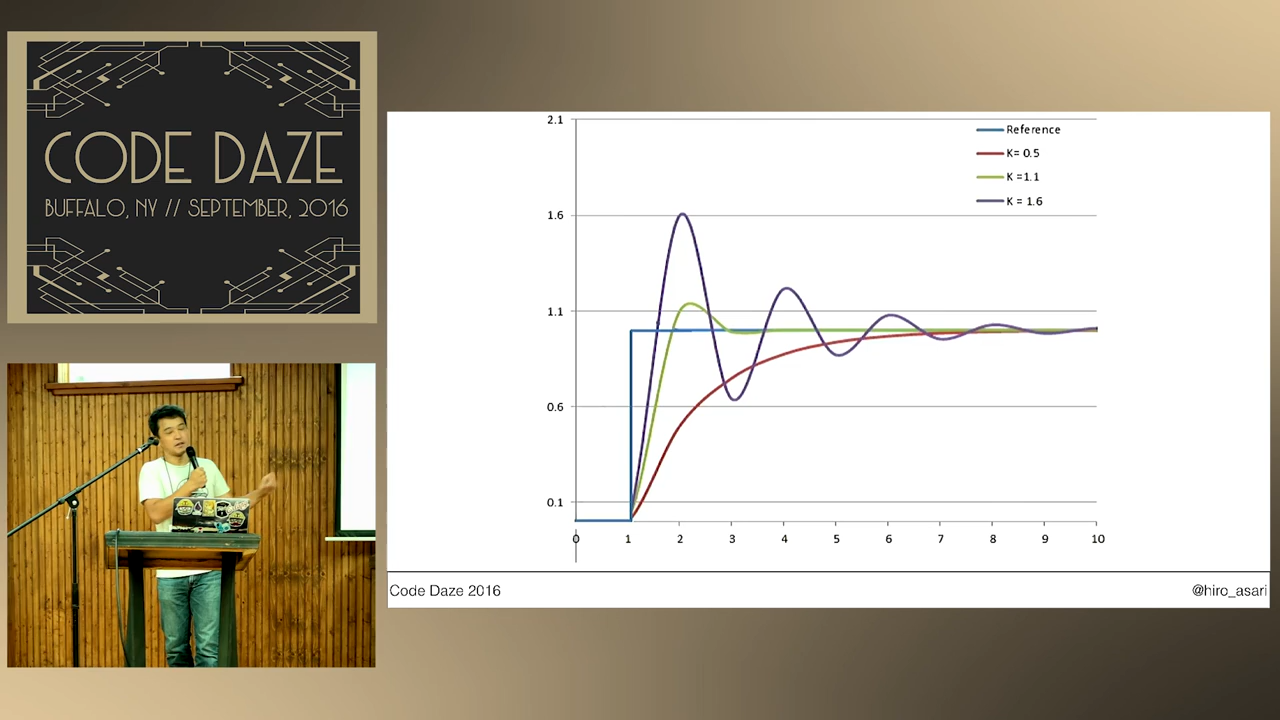 CODE DAZE
BUFFALO, NY // SEPTEMBER, 2016
2.1
1.6
1.1
0.6
0.1
0 1 2 3 4 5 6 7 8 9 10
Reference
K= 0.5
K =1.1
K = 1.6
Code Daze 2016
@hiro_asari